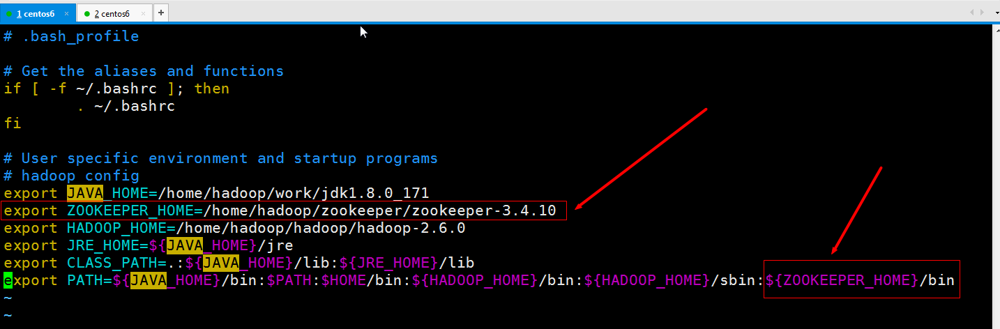 1 centos6 × 2 centos6 × +
# .bash_profile
# Get the aliases and functions
if [ -f ~/.bashrc ]; then
        . ~/.bashrc
fi
# User specific environment and startup programs
# hadoop config
export JAVA_HOME=/home/hadoop/work/jdk1.8.0_171
export ZOOKEEPER_HOME=/home/hadoop/zookeeper/zookeeper-3.4.10
export HADOOP_HOME=/home/hadoop/hadoop/hadoop-2.6.0
export JRE_HOME=${JAVA_HOME}/jre
export CLASS_PATH=.:${JAVA_HOME}/lib:${JRE_HOME}/lib
export PATH=${JAVA_HOME}/bin:$PATH:$HOME/bin:${HADOOP_HOME}/bin:${HADOOP_HOME}/sbin:${ZOOKEEPER_HOME}/bin
~
~